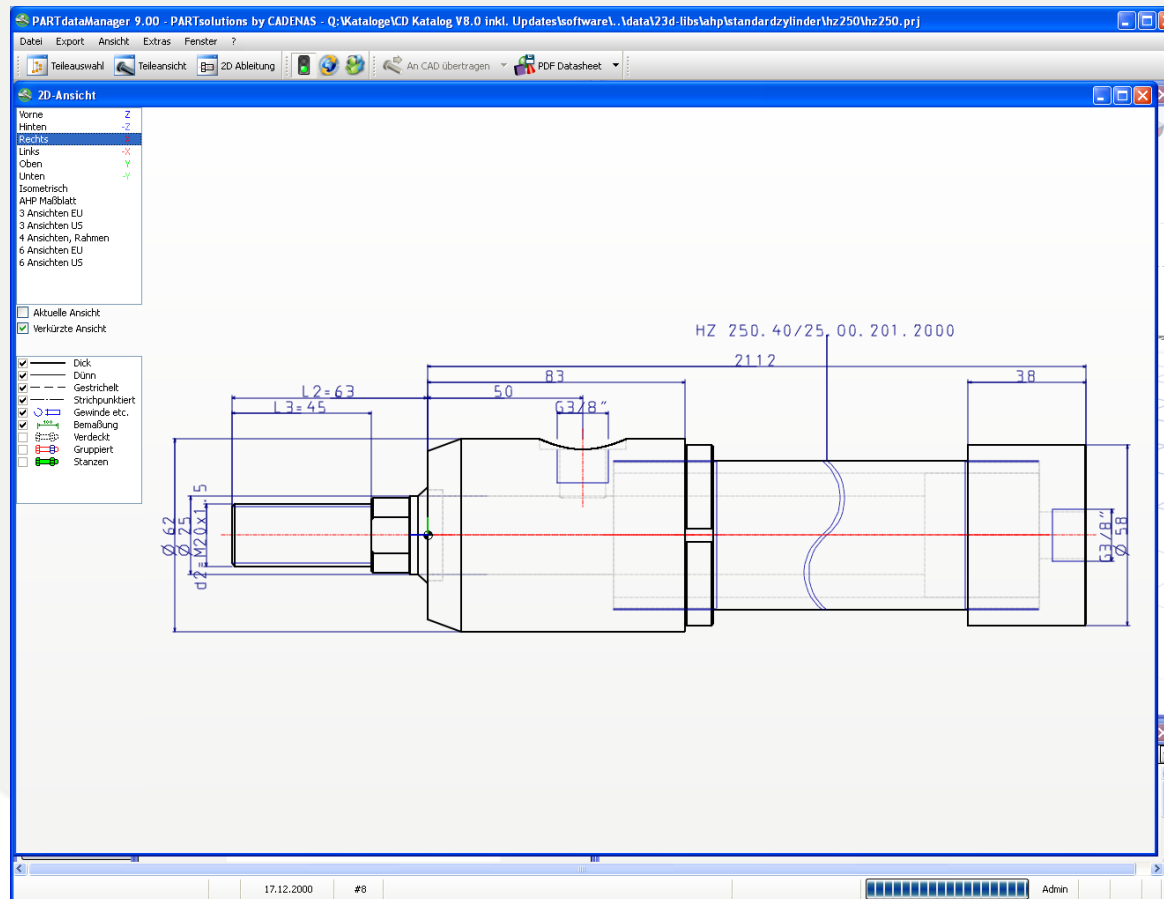 PARTdataManager 9.00 - PARTsolutions by CADENAS - Q:\Kataloge\CD Katalog V8.0 inkl. Updates\software\..\data\23d-libs\ahp\standardzylinder\hz250\hz250.prj
Datei Export Ansicht Extras Fenster ?
Teileauswahl Teileansicht 2D Ableitung An CAD übertragen PDF Datasheet
2D-Ansicht
Vorne Z
Hinten -Z
Rechts X
Links -X
Oben Y
Unten -Y
Isometrisch
AHP Maßblatt
3 Ansichten EU
3 Ansichten US
4 Ansichten, Rahmen
6 Ansichten EU
6 Ansichten US
Aktuelle Ansicht
Verkürzte Ansicht
Dick
Dünn
Gestrichelt
Strichpunktiert
Gewinde etc.
Bemaßung
Verdeckt
Gruppiert
Stanzen
HZ 250.40/25.00.201.2000
2112
83
38
L2=63
50
L3=45
G3/8"
Ø 62
Ø 25
d2=M20x1.5
G3/8"
Ø 58
17.12.2000 #8 Admin